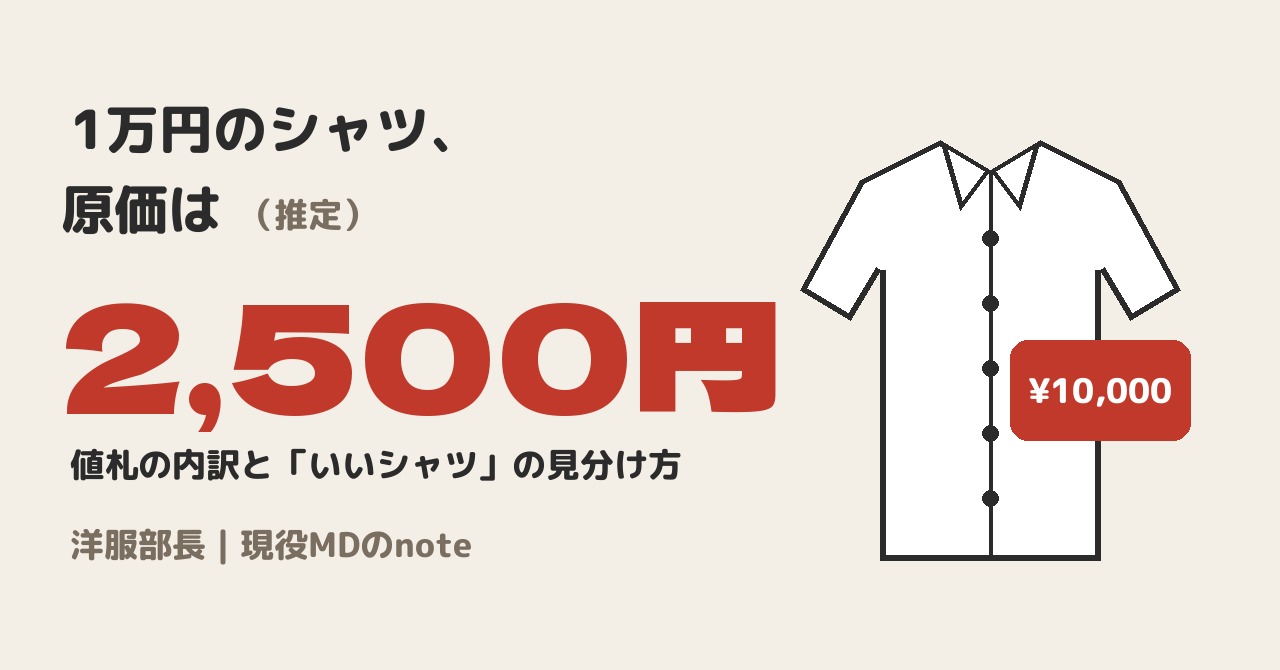 1万円のシャツ、
原価は （推定）
2,500円
値札の内訳と「いいシャツ」の見分け方
洋服部長｜現役MDのnote
¥10,000